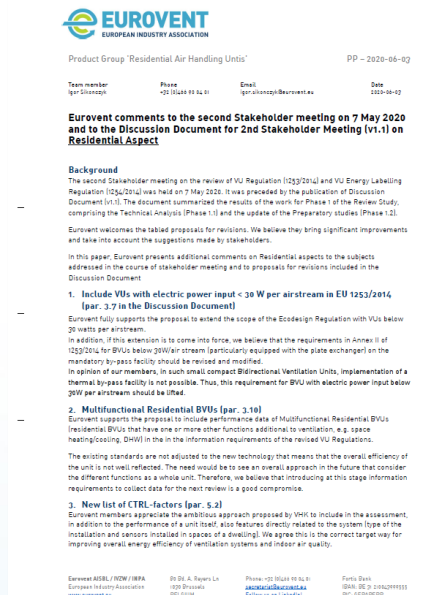 EUROVENT
EUROPEAN INDUSTRY ASSOCIATION
Product Group 'Residential Air Handling Untis'
PP – 2020-06-03
Team member
Phone
Email
Date
Igor Sikonczyk
+32 (0)466 90 04 01
igor.sikonczyk@eurovent.eu
2020-06-03
Eurovent comments to the second Stakeholder meeting on 7 May 2020
and to the Discussion Document for 2nd Stakeholder Meeting (v1.1) on
Residential Aspect
Background
The second Stakeholder meeting on the review of VU Regulation (1253/2014) and VU Energy Labelling
Regulation (1254/2014) was held on 7 May 2020. It was preceded by the publication of Discussion
Document (v1.1). The document summarized the results of the work for Phase 1 of the Review Study,
comprising the Technical Analysis (Phase 1.1) and the update of the Preparatory studies (Phase 1.2).
Eurovent welcomes the tabled proposals for revisions. We believe they bring significant improvements
and take into account the suggestions made by stakeholders.
In this paper, Eurovent presents additional comments on Residential aspects to the subjects
addressed in the course of stakeholder meeting and to proposals for revisions included in the
Discussion Document
1. Include VUs with electric power input < 30 W per airstream in EU 1253/2014
(par. 3.7 in the Discussion Document)
Eurovent fully supports the proposal to extend the scope of the Ecodesign Regulation with VUs below
30 watts per airstream.
In addition, if this extension is to come into force, we believe that the requirements in Annex II of
1253/2014 for BVUs below 30W/air stream (particularly equipped with the plate exchanger) on the
mandatory by-pass facility should be revised and modified.
In opinion of our members, in such small compact Bidirectional Ventilation Units, implementation of a
thermal by-pass facility is not possible. Thus, this requirement for BVU with electric power input below
30W per airstream should be lifted.
2. Multifunctional Residential BVUs (par. 3.10)
Eurovent supports the proposal to include performance data of Multifunctional Residential BVUs
(residential BVUs that have one or more other functions additional to ventilation, e.g. space
heating/cooling, DHW) in the in the information requirements of the revised VU Regulations.
The existing standards are not adjusted to the new technology that means that the overall efficiency of
the unit is not well reflected. The need would be to see an overall approach in the future that consider
the different functions as a whole unit. Therefore, we believe that introducing at this stage information
requirements to collect data for the next review is a good compromise.
3. New list of CTRL-factors (par. 5.2)
Eurovent members appreciate the ambitious approach proposed by VHK to include in the assessment,
in addition to the performance of a unit itself, also features directly related to the system (type of the
installation and sensors installed in spaces of a dwelling). We agree this is the correct target way for
improving overall energy efficiency of ventilation systems and indoor air quality.
Eurovent AISBL / IVZW / INPA
80 Bd. A. Reyers Ln
Phone: +32 (0)466 90 04 01
Fortis Bank
European Industry Association
1030 Brussels
secretariat@eurovent.eu